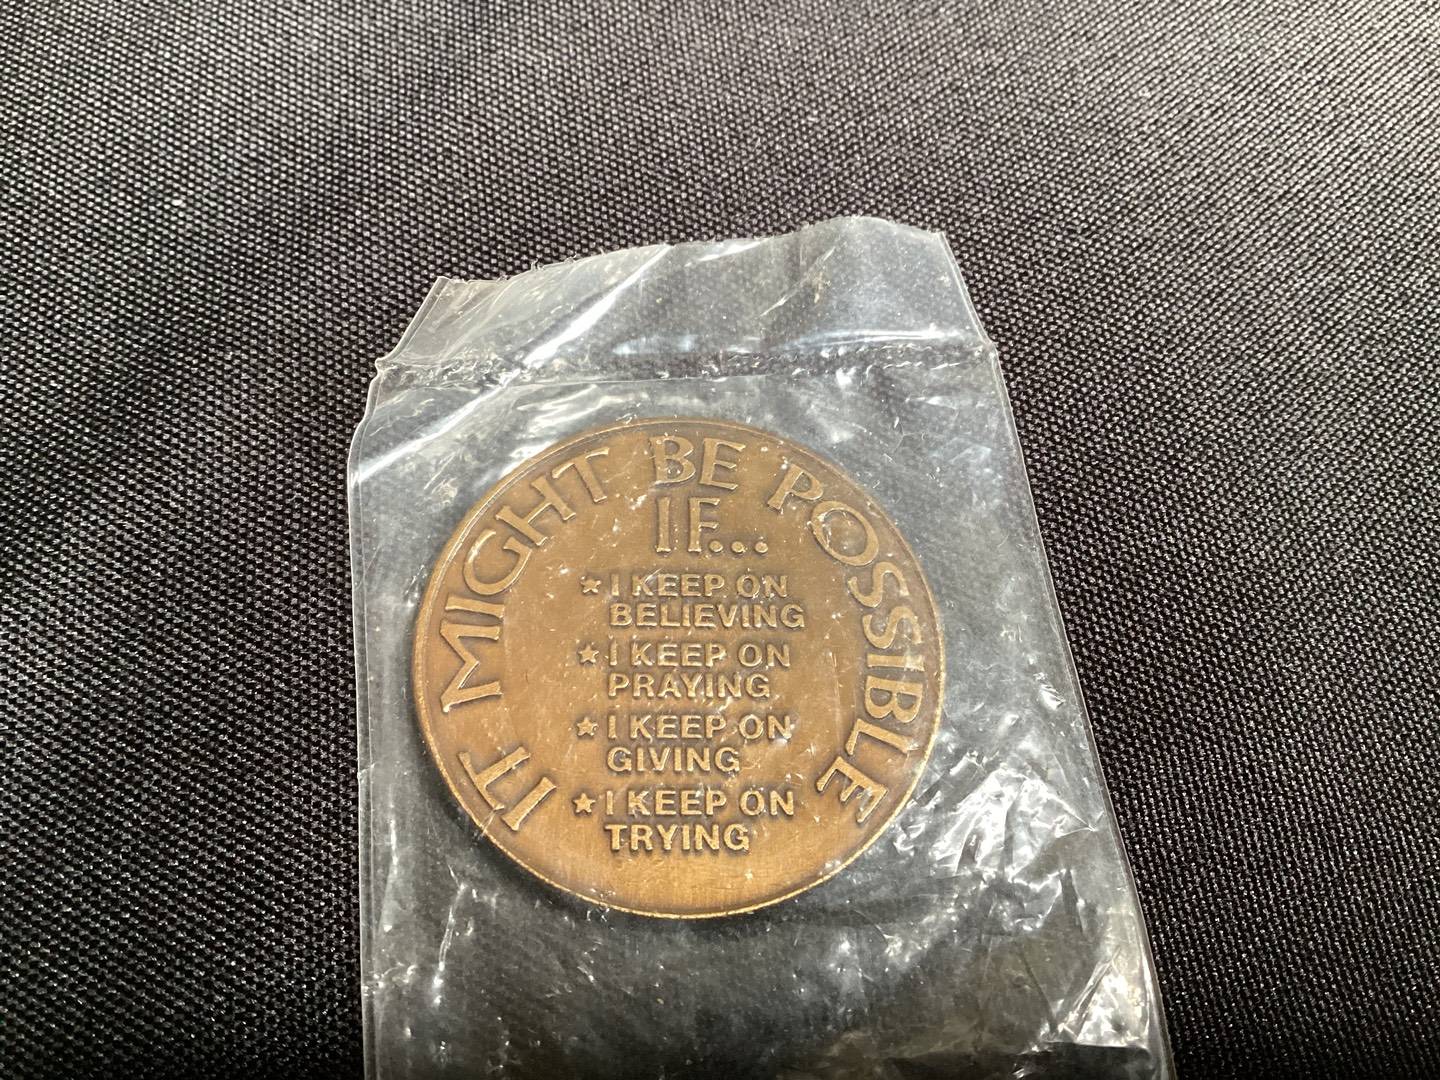 IT MIGHT BE POSSIBLE
IF...
★ I KEEP ON
BELIEVING
★ I KEEP ON
PRAYING
★ I KEEP ON
GIVING
★ I KEEP ON
TRYING